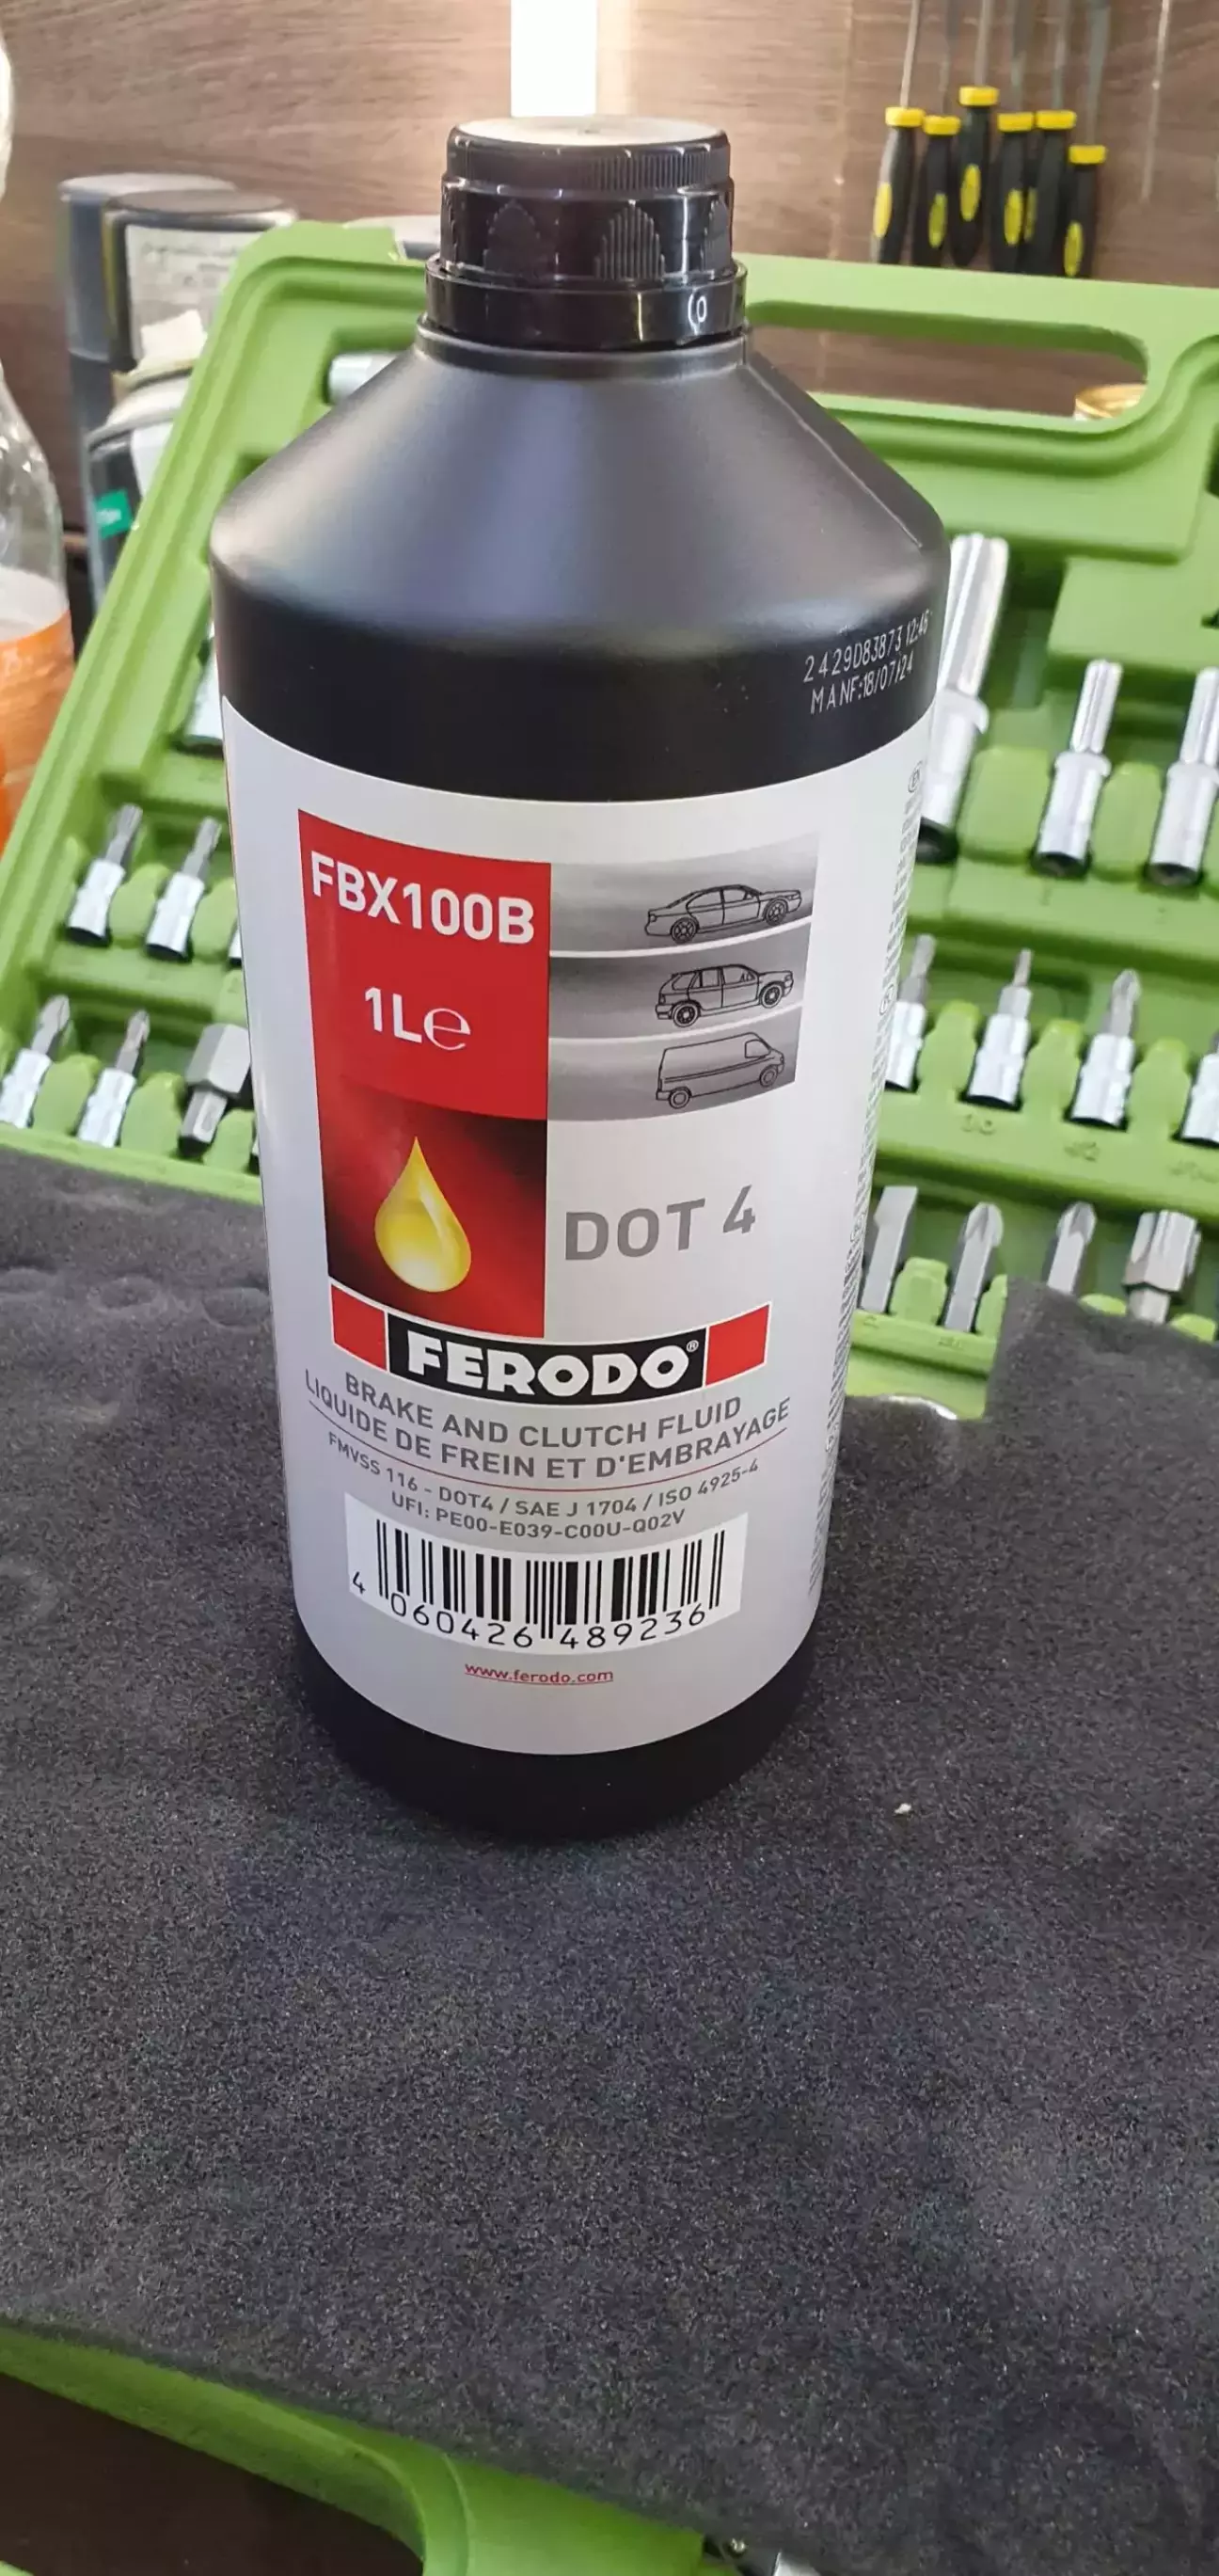 2429D83873 12:46
MANF:18/07/24
FBX100B
1Le
DOT 4
FERODO®
BRAKE AND CLUTCH FLUID
LIQUIDE DE FREIN ET D'EMBRAYAGE
FMVSS 116 - DOT4 / SAE J 1704 / ISO 4925-4
UFI: PE00-E039-C00U-Q02V
4 060426 489236
www.ferodo.com